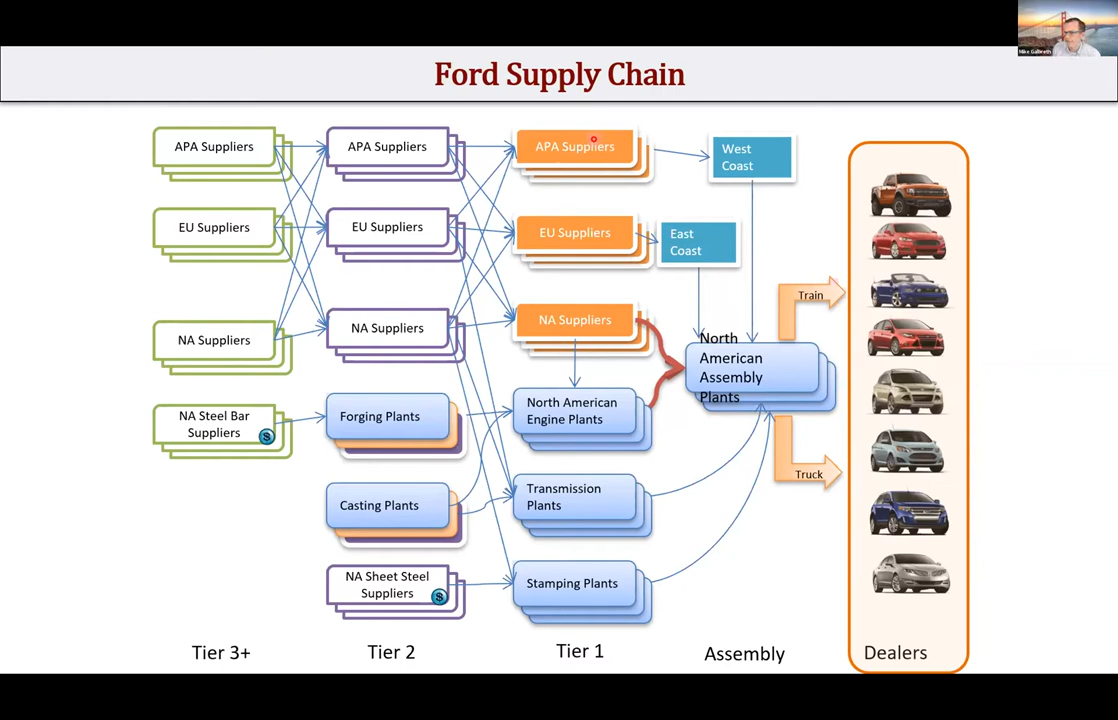 Mike Galbreth
Ford Supply Chain
APA Suppliers
EU Suppliers
NA Suppliers
NA Steel Bar
Suppliers
$
Tier 3+
APA Suppliers
EU Suppliers
NA Suppliers
Forging Plants
Casting Plants
NA Sheet Steel
Suppliers
$
Tier 2
APA Suppliers
EU Suppliers
NA Suppliers
North American
Engine Plants
Transmission
Plants
Stamping Plants
Tier 1
West
Coast
East
Coast
North
American
Assembly
Plants
Assembly
Train
Truck
Dealers